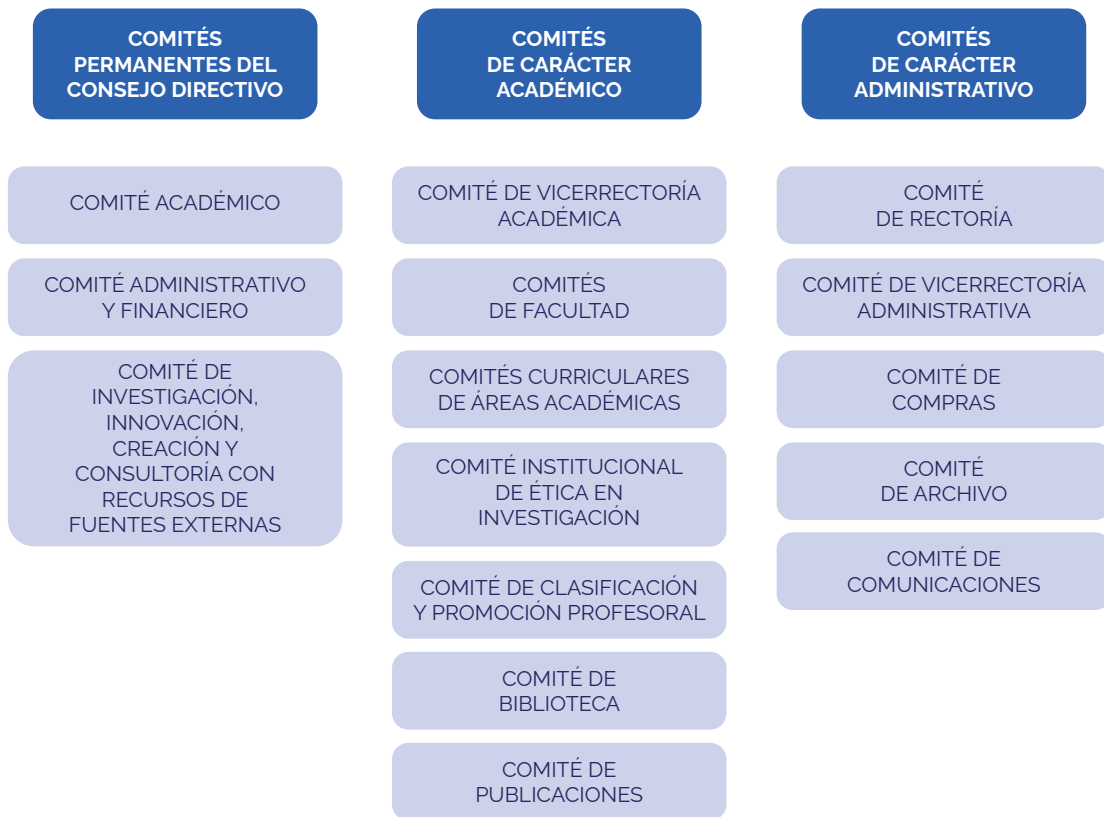 COMITÉS
PERMANENTES DEL
CONSEJO DIRECTIVO
COMITÉ ACADÉMICO
COMITÉ ADMINISTRATIVO
Y FINANCIERO
COMITÉ DE
INVESTIGACIÓN,
INNOVACIÓN,
CREACIÓN Y
CONSULTORÍA CON
RECURSOS DE
FUENTES EXTERNAS
COMITÉS
DE CARÁCTER
ACADÉMICO
COMITÉ DE VICERRECTORÍA
ACADÉMICA
COMITÉS
DE FACULTAD
COMITÉS CURRICULARES
DE ÁREAS ACADÉMICAS
COMITÉ INSTITUCIONAL
DE ÉTICA EN
INVESTIGACIÓN
COMITÉ DE CLASIFICACIÓN
Y PROMOCIÓN PROFESORAL
COMITÉ DE
BIBLIOTECA
COMITÉ DE
PUBLICACIONES
COMITÉS
DE CARÁCTER
ADMINISTRATIVO
COMITÉ
DE RECTORÍA
COMITÉ DE VICERRECTORÍA
ADMINISTRATIVA
COMITÉ DE
COMPRAS
COMITÉ
DE ARCHIVO
COMITÉ DE
COMUNICACIONES